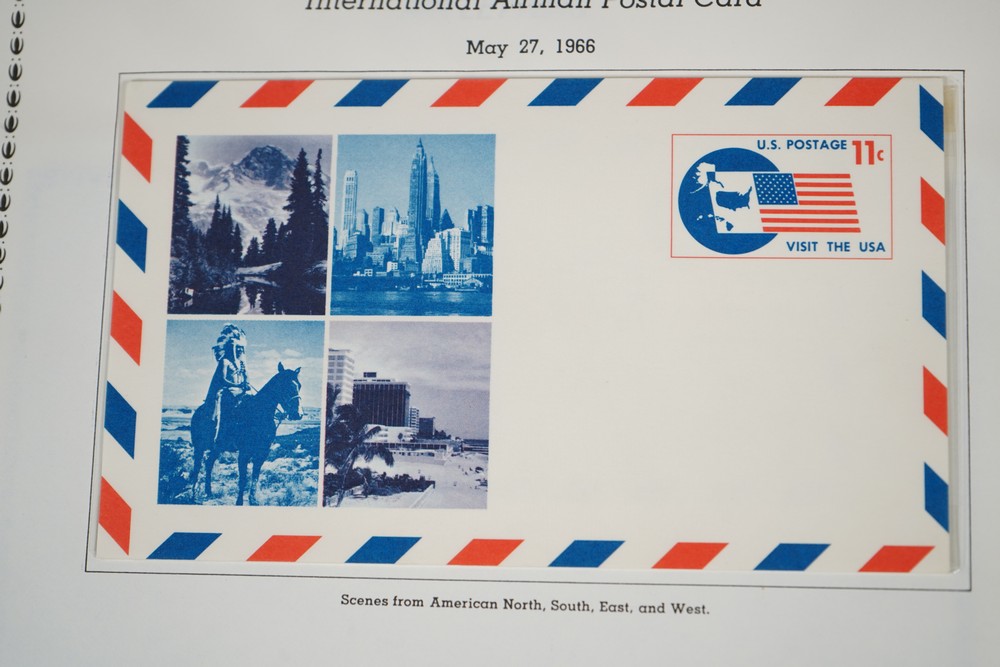 International Airmail Postal Card
May 27, 1966
U.S. POSTAGE 11c
VISIT THE USA
Scenes from American North, South, East, and West.